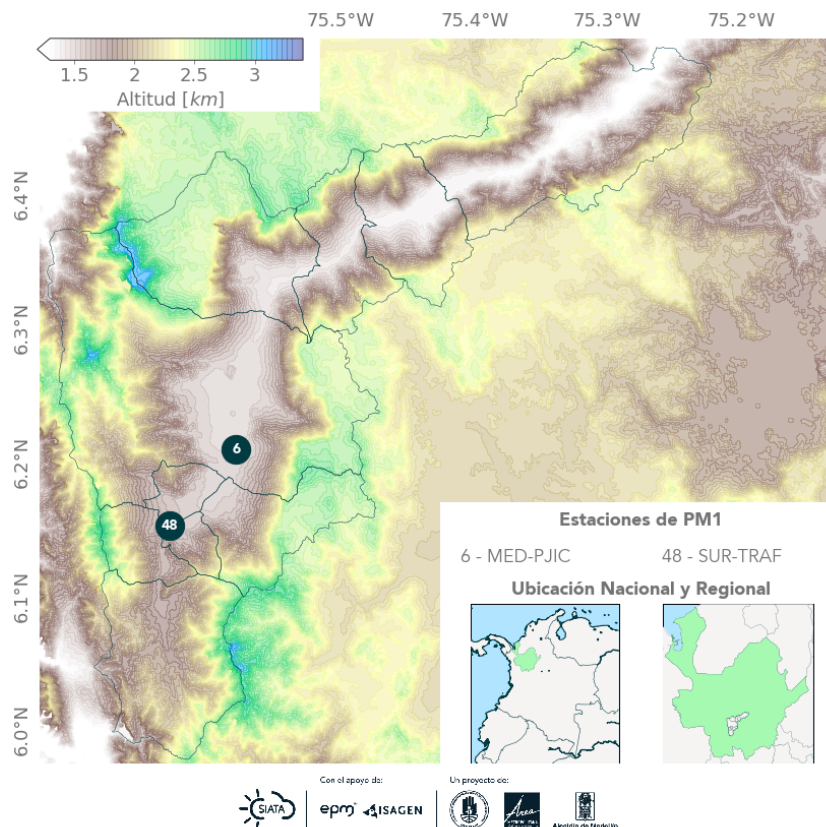 75.5°W 75.4°W 75.3°W 75.2°W
1.5 2 2.5 3
Altitud [km]
6.4°N
6.3°N
6.2°N
6.1°N
6.0°N
6
48
Estaciones de PM1
6 - MED-PJIC 48 - SUR-TRAF
Ubicación Nacional y Regional
Con el apoyo de: Un proyecto de:
SIATA epm ISAGEN Área
Alcaldía de Medellín